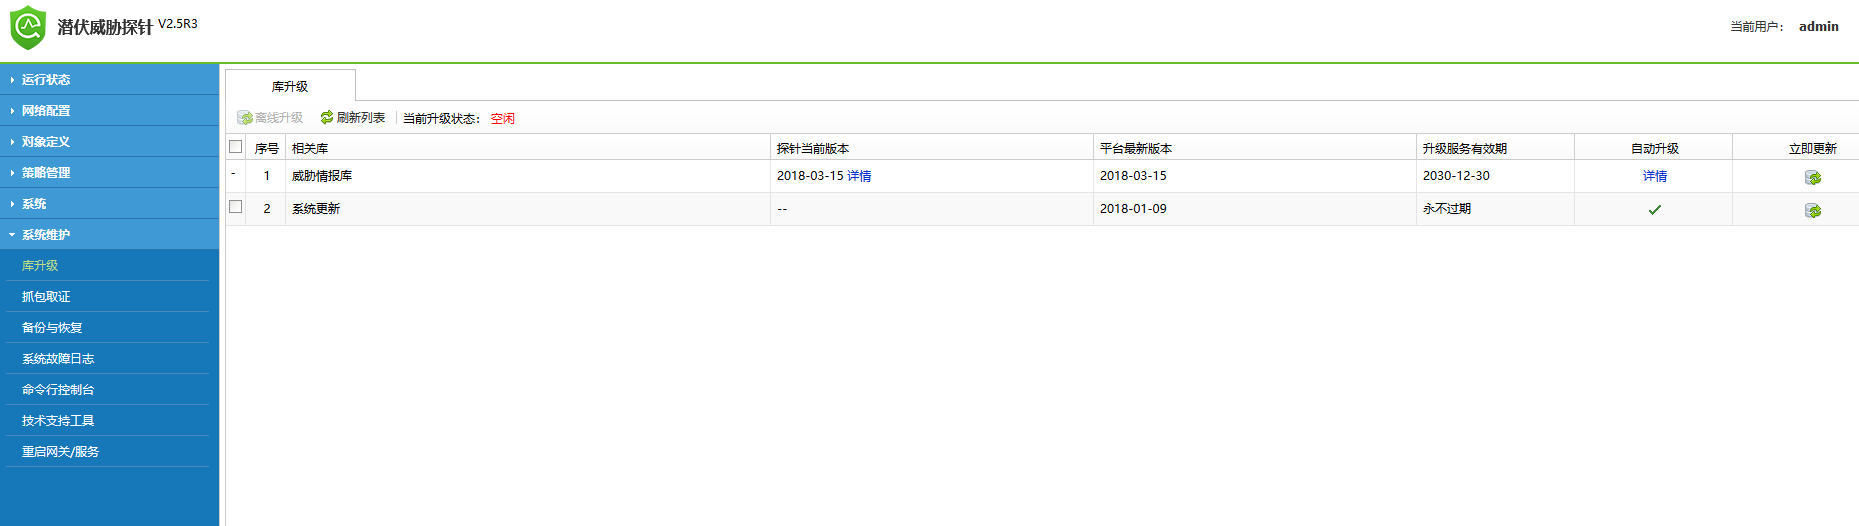 潜伏威胁探针 V2.5R3
当前用户： admin
运行状态
网络配置
对象定义
策略管理
系统
系统维护
库升级
抓包取证
备份与恢复
系统故障日志
命令行控制台
技术支持工具
重启网关/服务
库升级
离线升级 刷新列表 当前升级状态： 空闲
序号 相关库 探针当前版本 平台最新版本 升级服务有效期 自动升级 立即更新
- 1 威胁情报库 2018-03-15 详情 2018-03-15 2030-12-30 详情
2 系统更新 -- 2018-01-09 永不过期